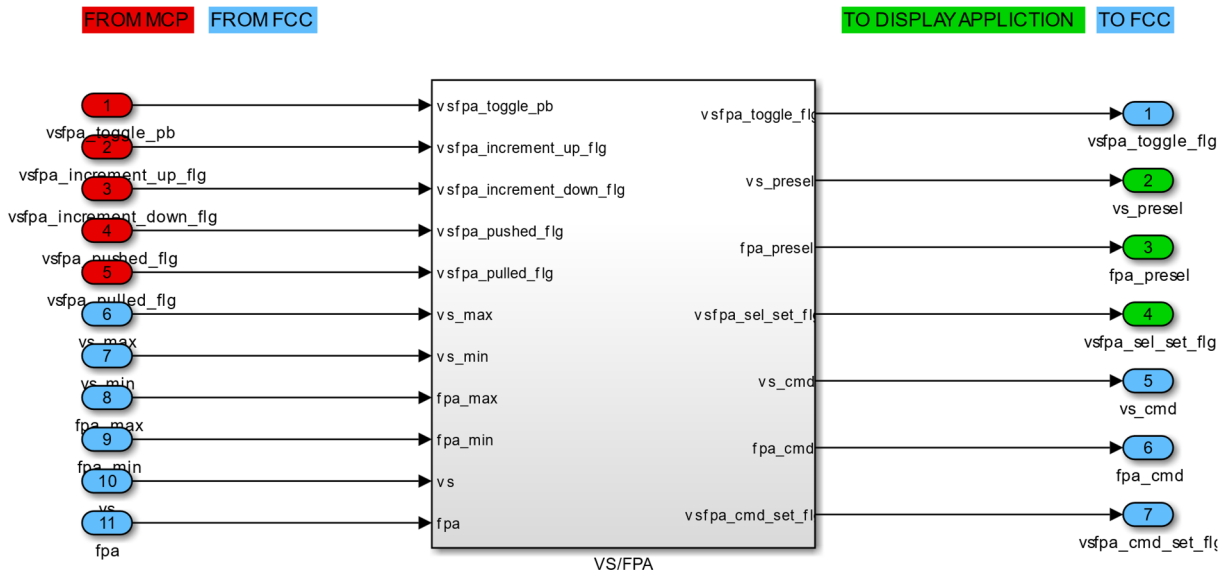 FROM MCP
FROM FCC
TO DISPLAY APPLICTION
TO FCC
1
vsfpa_toggle_pb
2
vsfpa_increment_up_flg
3
vsfpa_increment_down_flg
4
vsfpa_pushed_flg
5
vsfpa_pulled_flg
6
vs_max
7
vs_min
8
fpa_max
9
fpa_min
10
vs
11
fpa
vsfpa_toggle_pb
vsfpa_increment_up_flg
vsfpa_increment_down_flg
vsfpa_pushed_flg
vsfpa_pulled_flg
vs_max
vs_min
fpa_max
fpa_min
vs
fpa
vsfpa_toggle_flg
vs_presel
fpa_presel
vsfpa_sel_set_flg
vs_cmd
fpa_cmd
vsfpa_cmd_set_fl
VS/FPA
1
vsfpa_toggle_flg
2
vs_presel
3
fpa_presel
4
vsfpa_sel_set_flg
5
vs_cmd
6
fpa_cmd
7
vsfpa_cmd_set_flg